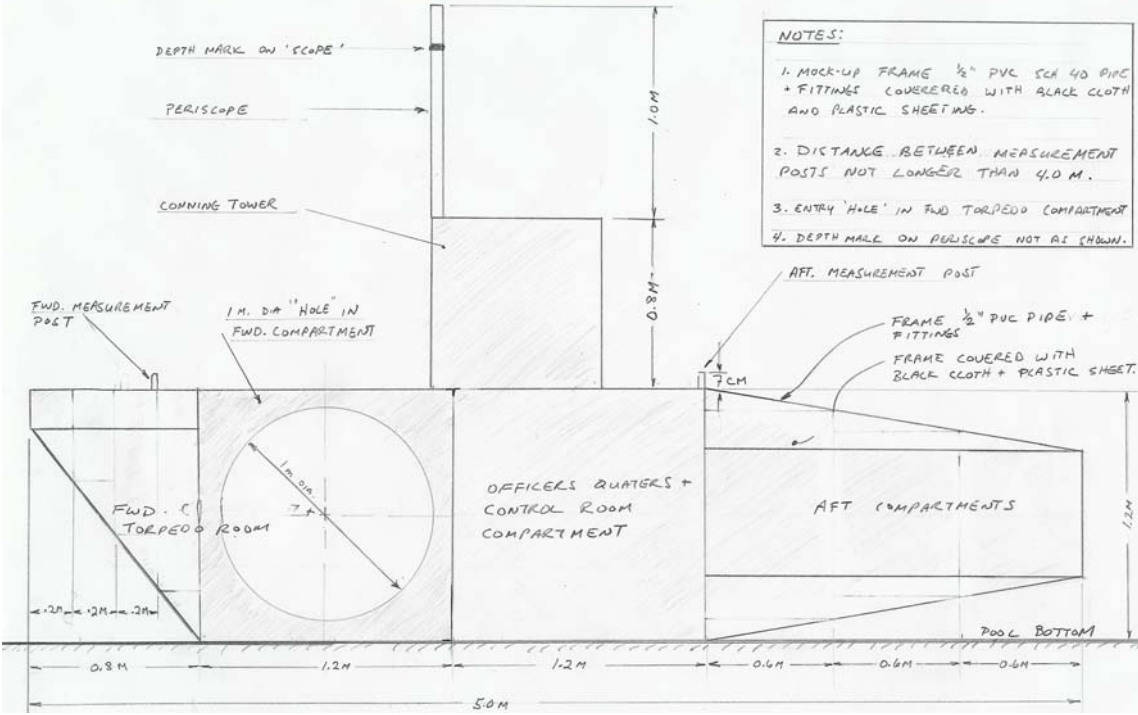 DEPTH MARK ON 'SCOPE'
PERISCOPE
CONNING TOWER
1.0M
0.8M
NOTES:
1. MOCK-UP FRAME ½" PVC SCH 40 PIPE
+ FITTINGS COVERERED WITH BLACK CLOTH
AND PLASTIC SHEETING.
2. DISTANCE BETWEEN MEASUREMENT
POSTS NOT LONGER THAN 4.0 M.
3. ENTRY 'HOLE' IN FWD TORPEDO COMPARTMENT
4. DEPTH MARK ON PERISCOPE NOT AS SHOWN.
FWD. MEASUREMENT
POST
1 M. DIA "HOLE" IN
FWD. COMPARTMENT
AFT. MEASUREMENT POST
7 CM
FRAME ½" PVC PIPE +
FITTINGS
FRAME COVERED WITH
BLACK CLOTH + PLASTIC SHEET.
FWD.
TORPEDO ROOM
1 M. DIA.
OFFICERS QUATERS +
CONTROL ROOM
COMPARTMENT
AFT COMPARTMENTS
1.2M
.2M .2M .2M
POOL BOTTOM
0.8M 1.2M 1.2M 0.6M 0.6M 0.6M
5.0M